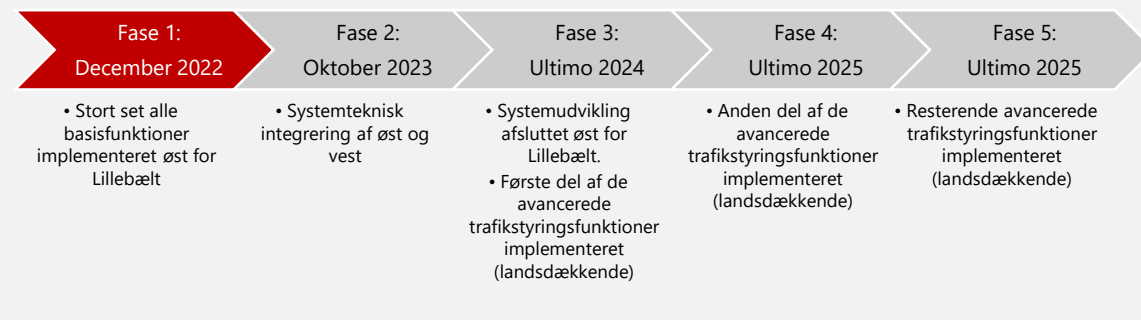 Fase 1:
December 2022
• Stort set alle
basisfunktioner
implementeret øst for
Lillebælt
Fase 2:
Oktober 2023
• Systemteknisk
integrering af øst og
vest
Fase 3:
Ultimo 2024
• Systemudvikling
afsluttet øst for
Lillebælt.
• Første del af de
avancerede
trafikstyringsfunktioner
implementeret
(landsdækkende)
Fase 4:
Ultimo 2025
• Anden del af de
avancerede
trafikstyringsfunktioner
implementeret
(landsdækkende)
Fase 5:
Ultimo 2025
• Resterende avancerede
trafikstyringsfunktioner
implementeret
(landsdækkende)